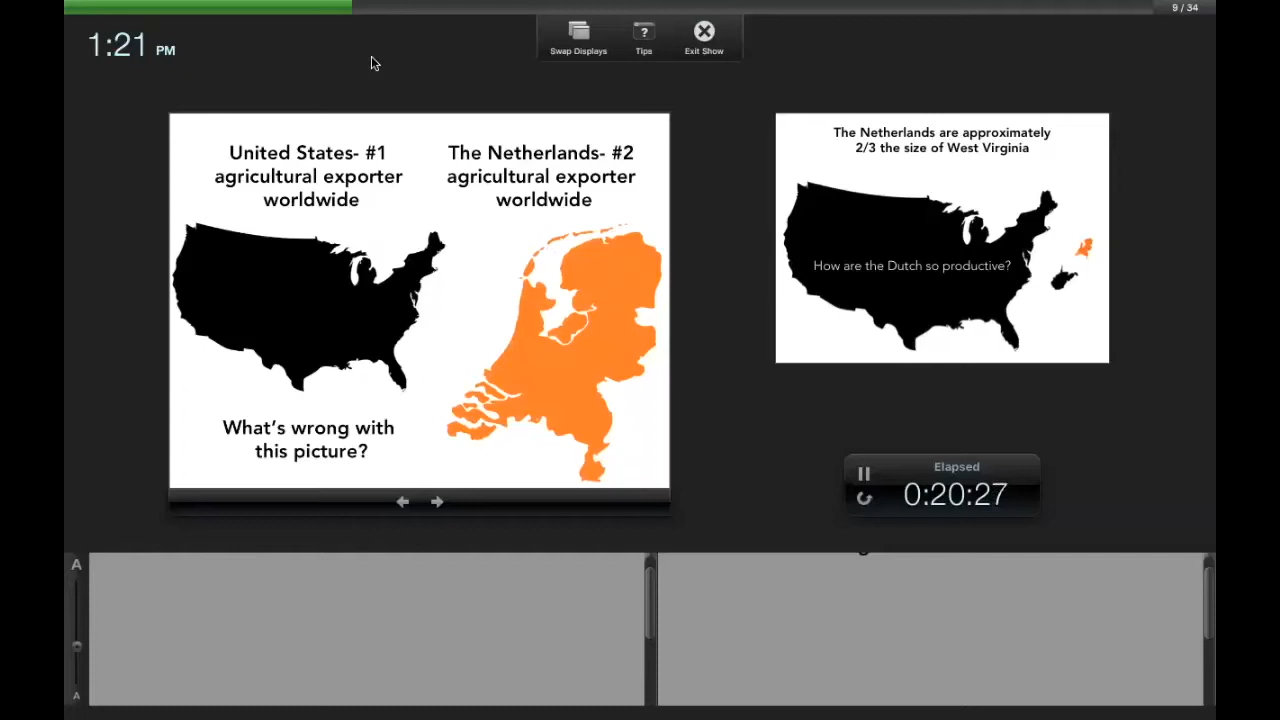 9 / 34
1:21 PM
Swap Displays
Tips
Exit Show
United States- #1
agricultural exporter
worldwide
The Netherlands- #2
agricultural exporter
worldwide
What's wrong with
this picture?
The Netherlands are approximately
2/3 the size of West Virginia
How are the Dutch so productive?
Elapsed
0:20:27
A
A